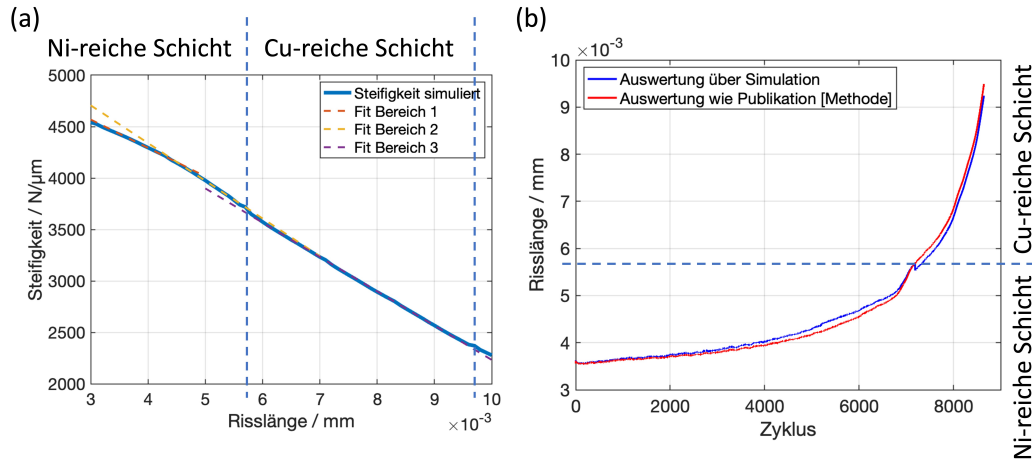 (a)
Ni-reiche Schicht
Cu-reiche Schicht
5000
4500
4000
3500
3000
2500
2000
Steifigkeit / N/μm
Steifigkeit simuliert
Fit Bereich 1
Fit Bereich 2
Fit Bereich 3
3
4
5
6
7
8
9
10
Risslänge / mm
×10⁻³
(b)
×10⁻³
10
9
8
7
6
5
4
3
Risslänge / mm
Auswertung über Simulation
Auswertung wie Publikation [Methode]
0
2000
4000
6000
8000
Zyklus
Cu-reiche Schicht
Ni-reiche Schicht